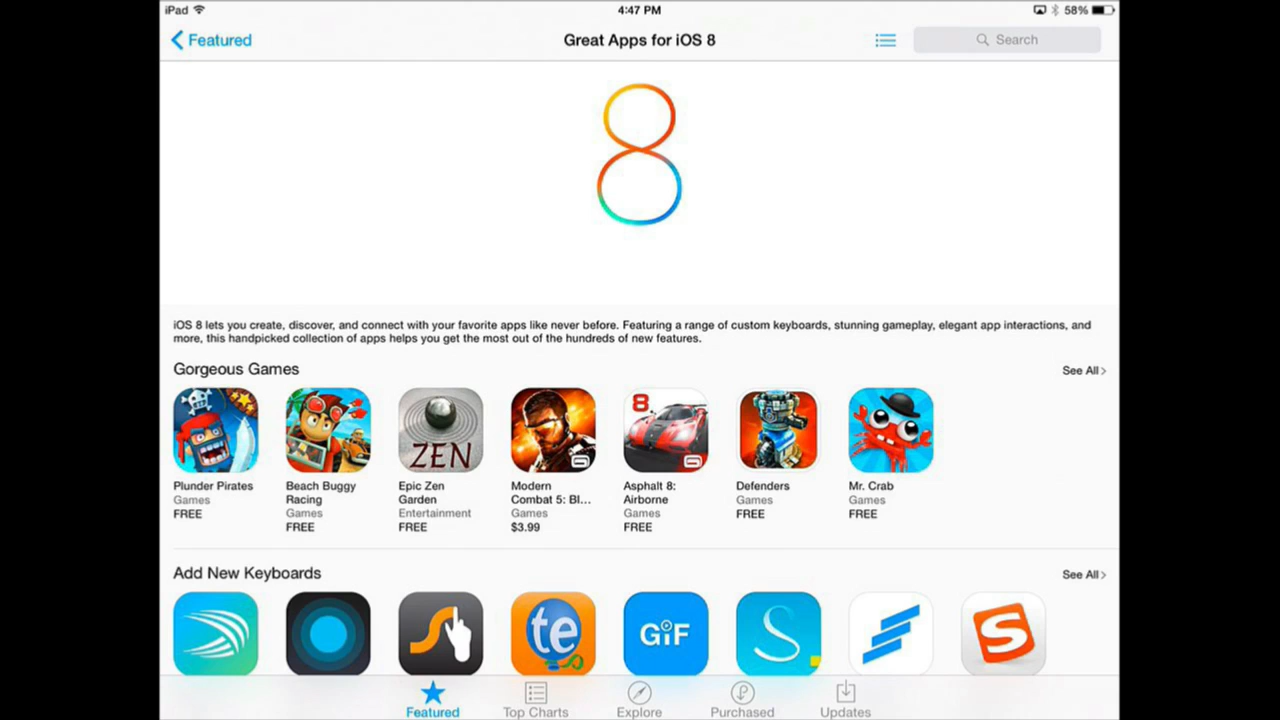 iPad 4:47 PM 58%
Featured Great Apps for iOS 8 Search
8
iOS 8 lets you create, discover, and connect with your favorite apps like never before. Featuring a range of custom keyboards, stunning gameplay, elegant app interactions, and
more, this handpicked collection of apps helps you get the most out of the hundreds of new features.
Gorgeous Games See All
ZEN 8
Plunder Pirates
Games
FREE
Beach Buggy
Racing
Games
FREE
Epic Zen
Garden
Entertainment
FREE
Modern
Combat 5: Bl...
Games
$3.99
Asphalt 8:
Airborne
Games
FREE
Defenders
Games
FREE
Mr. Crab
Games
FREE
Add New Keyboards See All
te GiF S S
Featured Top Charts Explore Purchased Updates